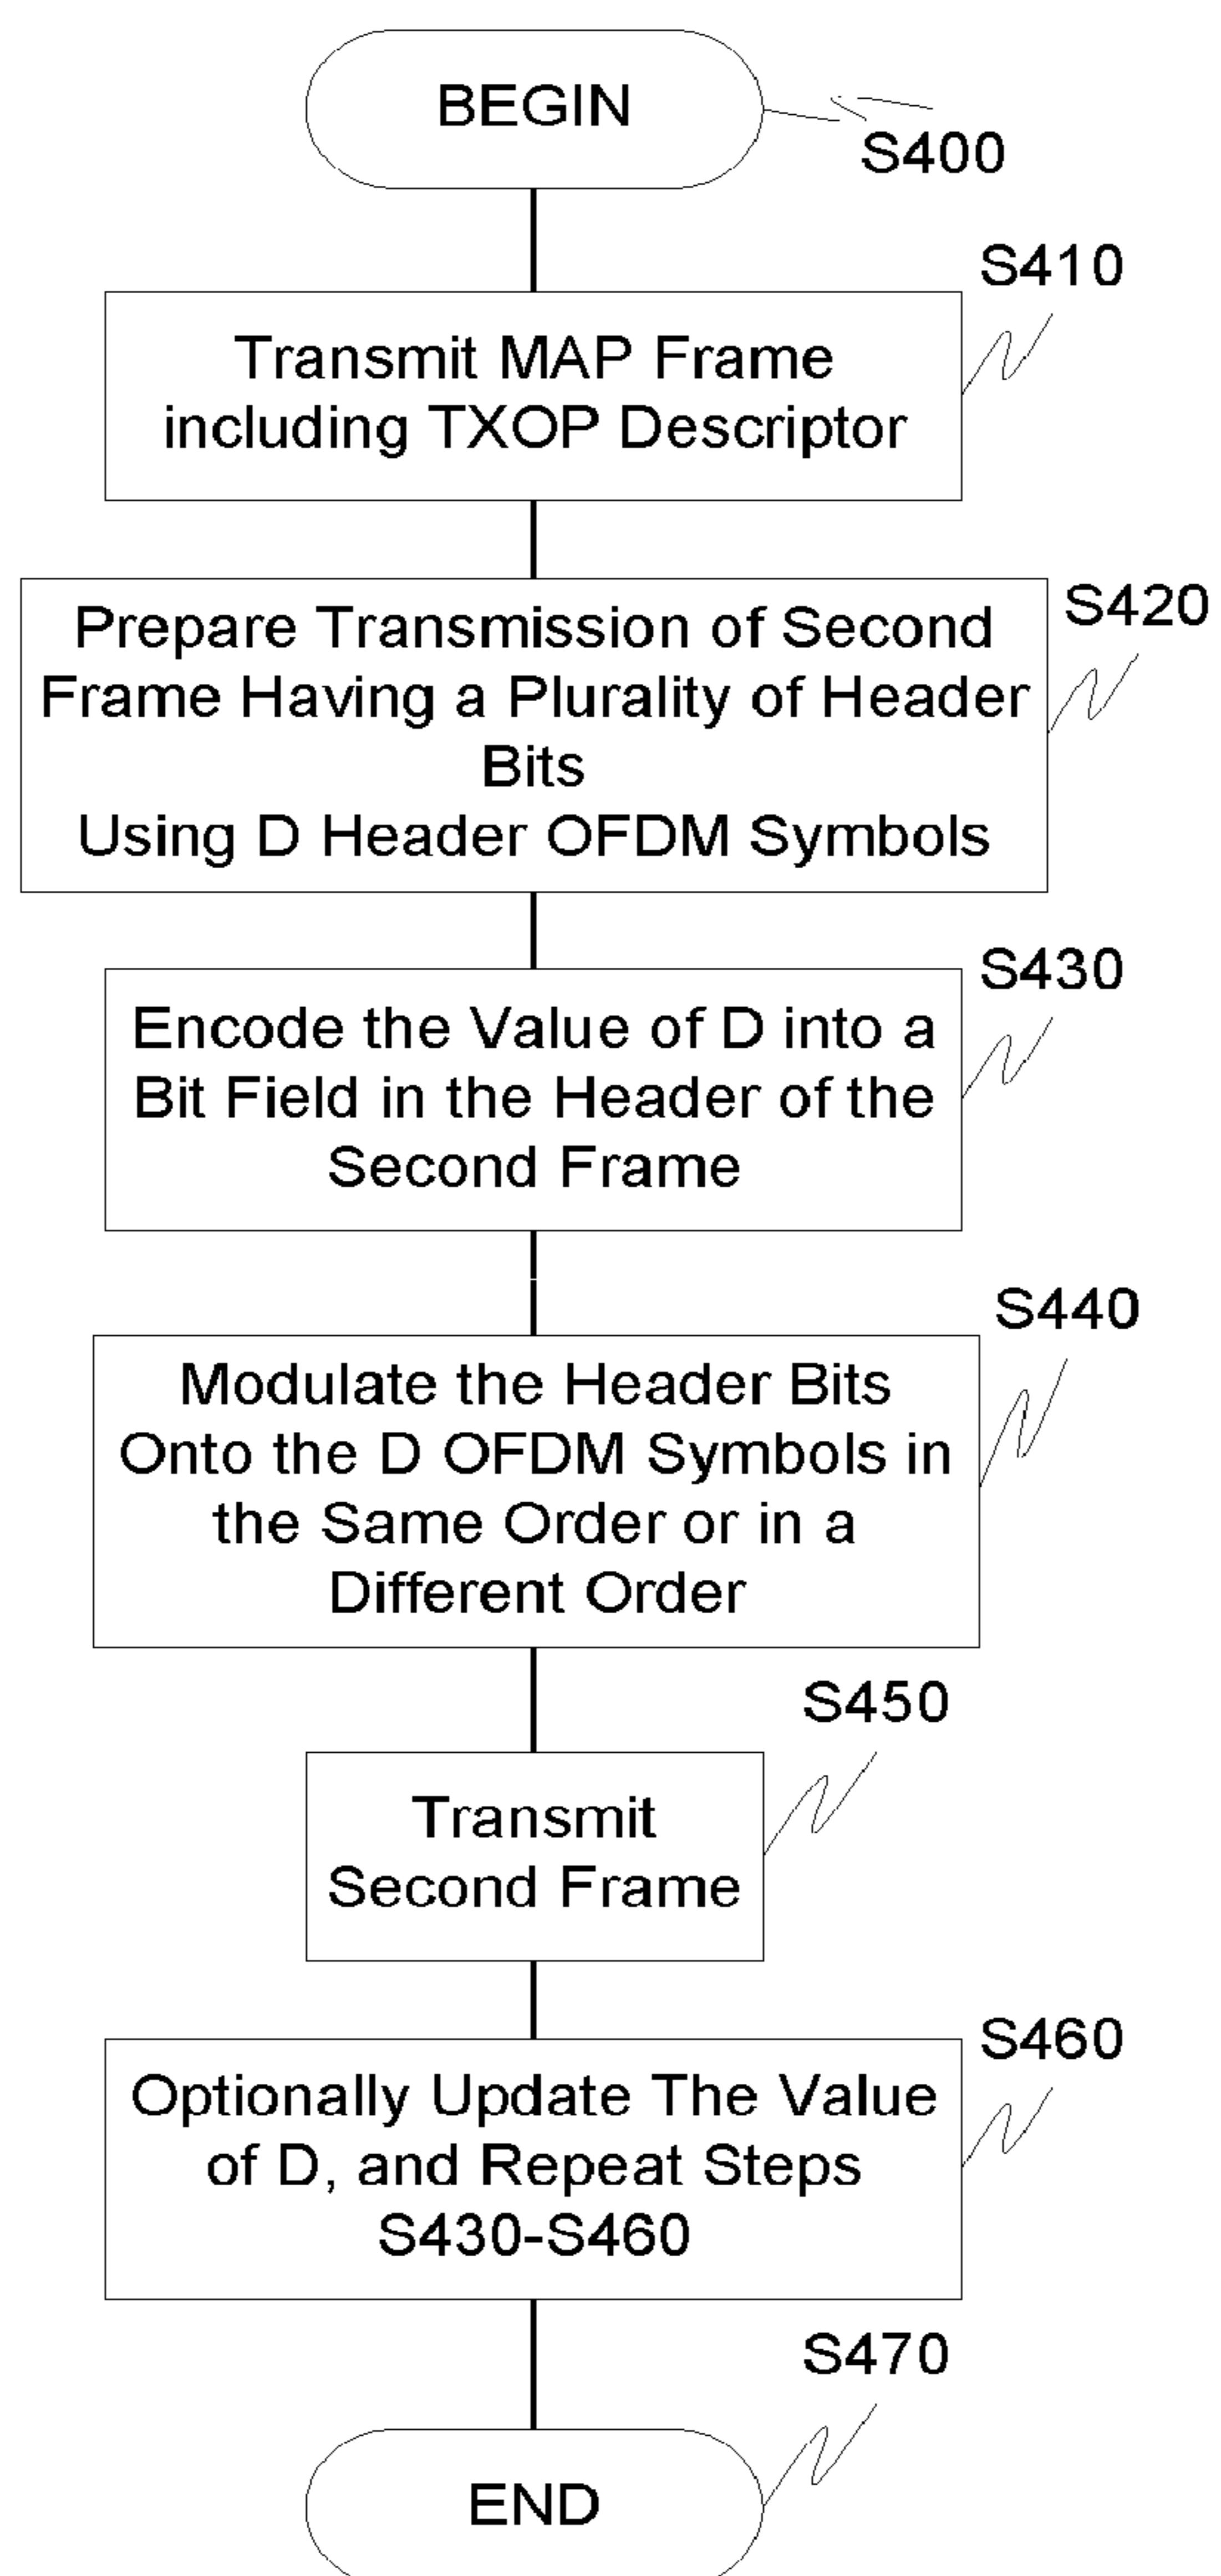 BEGIN
S400
S410
Transmit MAP Frame
including TXOP Descriptor
S420
Prepare Transmission of Second
Frame Having a Plurality of Header
Bits
Using D Header OFDM Symbols
S430
Encode the Value of D into a
Bit Field in the Header of the
Second Frame
S440
Modulate the Header Bits
Onto the D OFDM Symbols in
the Same Order or in a
Different Order
S450
Transmit
Second Frame
S460
Optionally Update The Value
of D, and Repeat Steps
S430-S460
S470
END